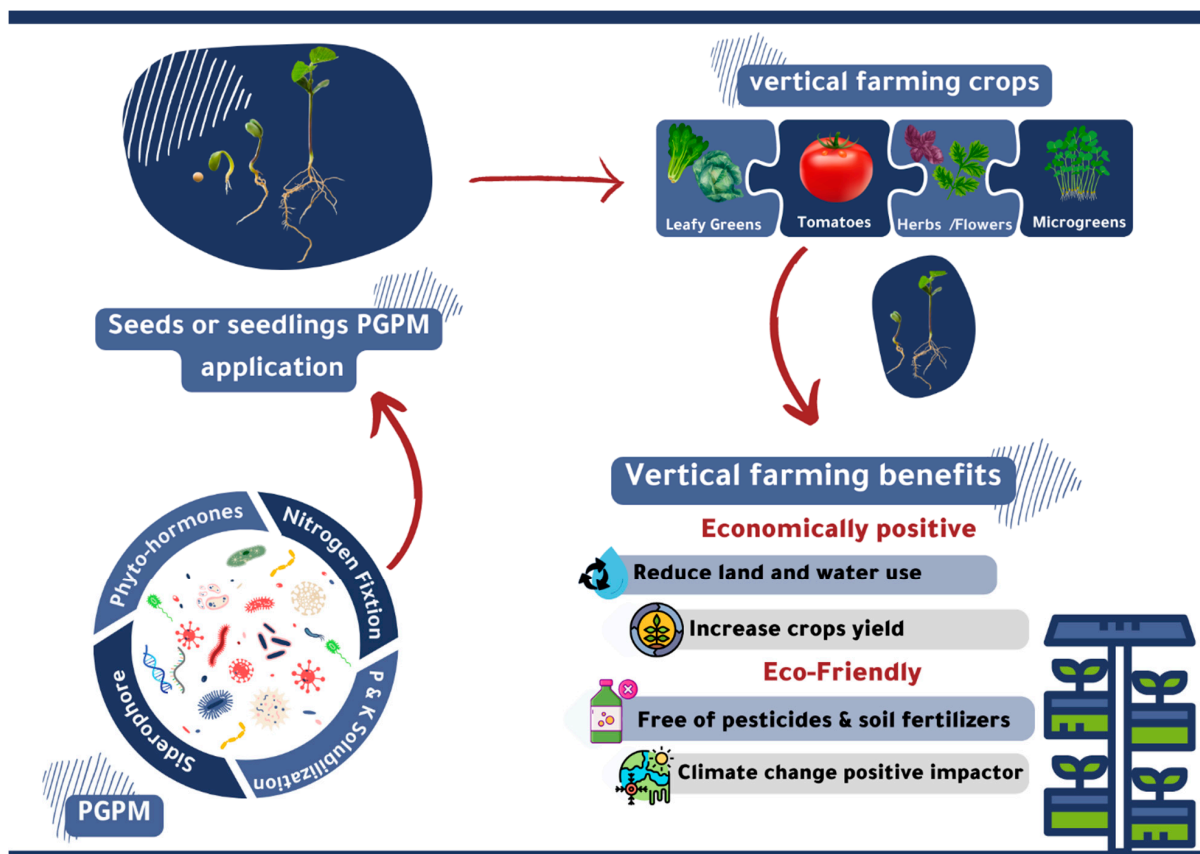 vertical farming crops
Leafy Greens
Tomatoes
Herbs /Flowers
Microgreens
Seeds or seedlings PGPM
application
Phyto-hormones
Nitrogen Fixtion
Siderophore
P & K Solubilization
PGPM
Vertical farming benefits
Economically positive
Reduce land and water use
Increase crops yield
Eco-Friendly
Free of pesticides & soil fertilizers
Climate change positive impactor